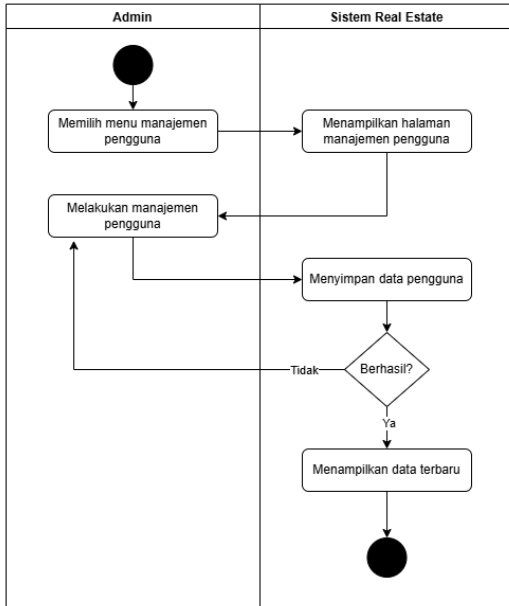 Admin
Sistem Real Estate
Memilih menu manajemen
pengguna
Menampilkan halaman
manajemen pengguna
Melakukan manajemen
pengguna
Menyimpan data pengguna
Berhasil?
Tidak
Ya
Menampilkan data terbaru